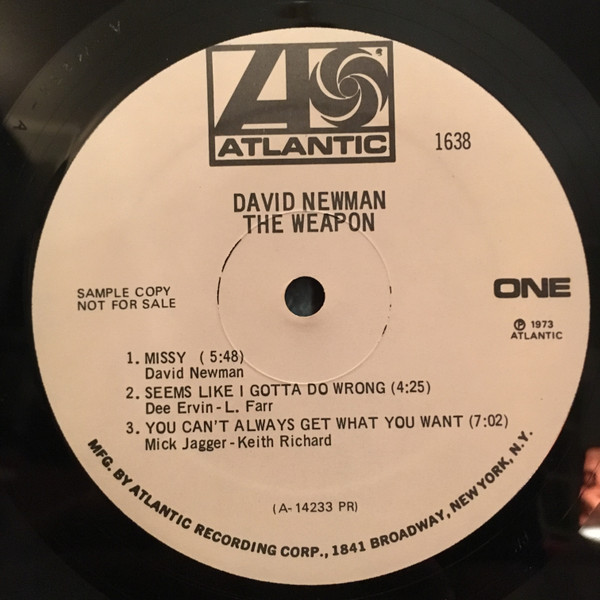 ATLANTIC
1638
DAVID NEWMAN
THE WEAPON
SAMPLE COPY
NOT FOR SALE
ONE
Ⓟ 1973
ATLANTIC
1. MISSY (5:48)
David Newman
2. SEEMS LIKE I GOTTA DO WRONG (4:25)
Dee Ervin-L. Farr
3. YOU CAN'T ALWAYS GET WHAT YOU WANT (7:02)
Mick Jagger-Keith Richard
(A-14233 PR)
MFG. BY ATLANTIC RECORDING CORP., 1841 BROADWAY, NEW YORK, N.Y.